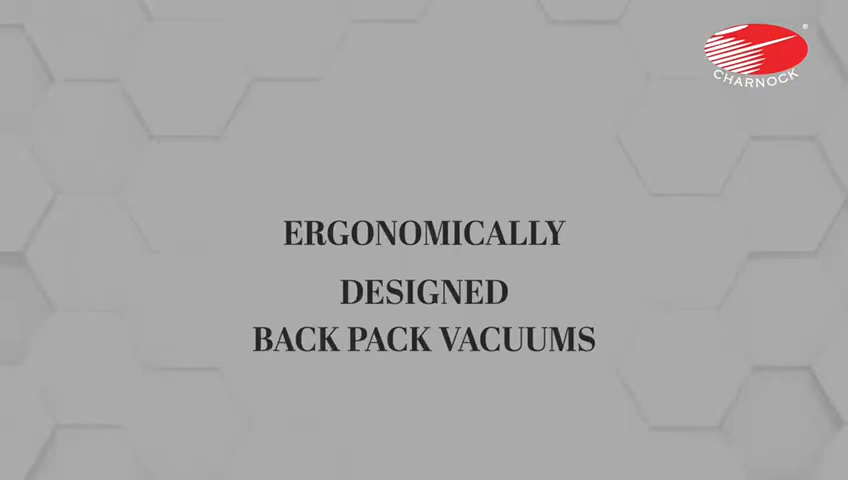 ®
CHARNOCK
ERGONOMICALLY
DESIGNED
BACK PACK VACUUMS